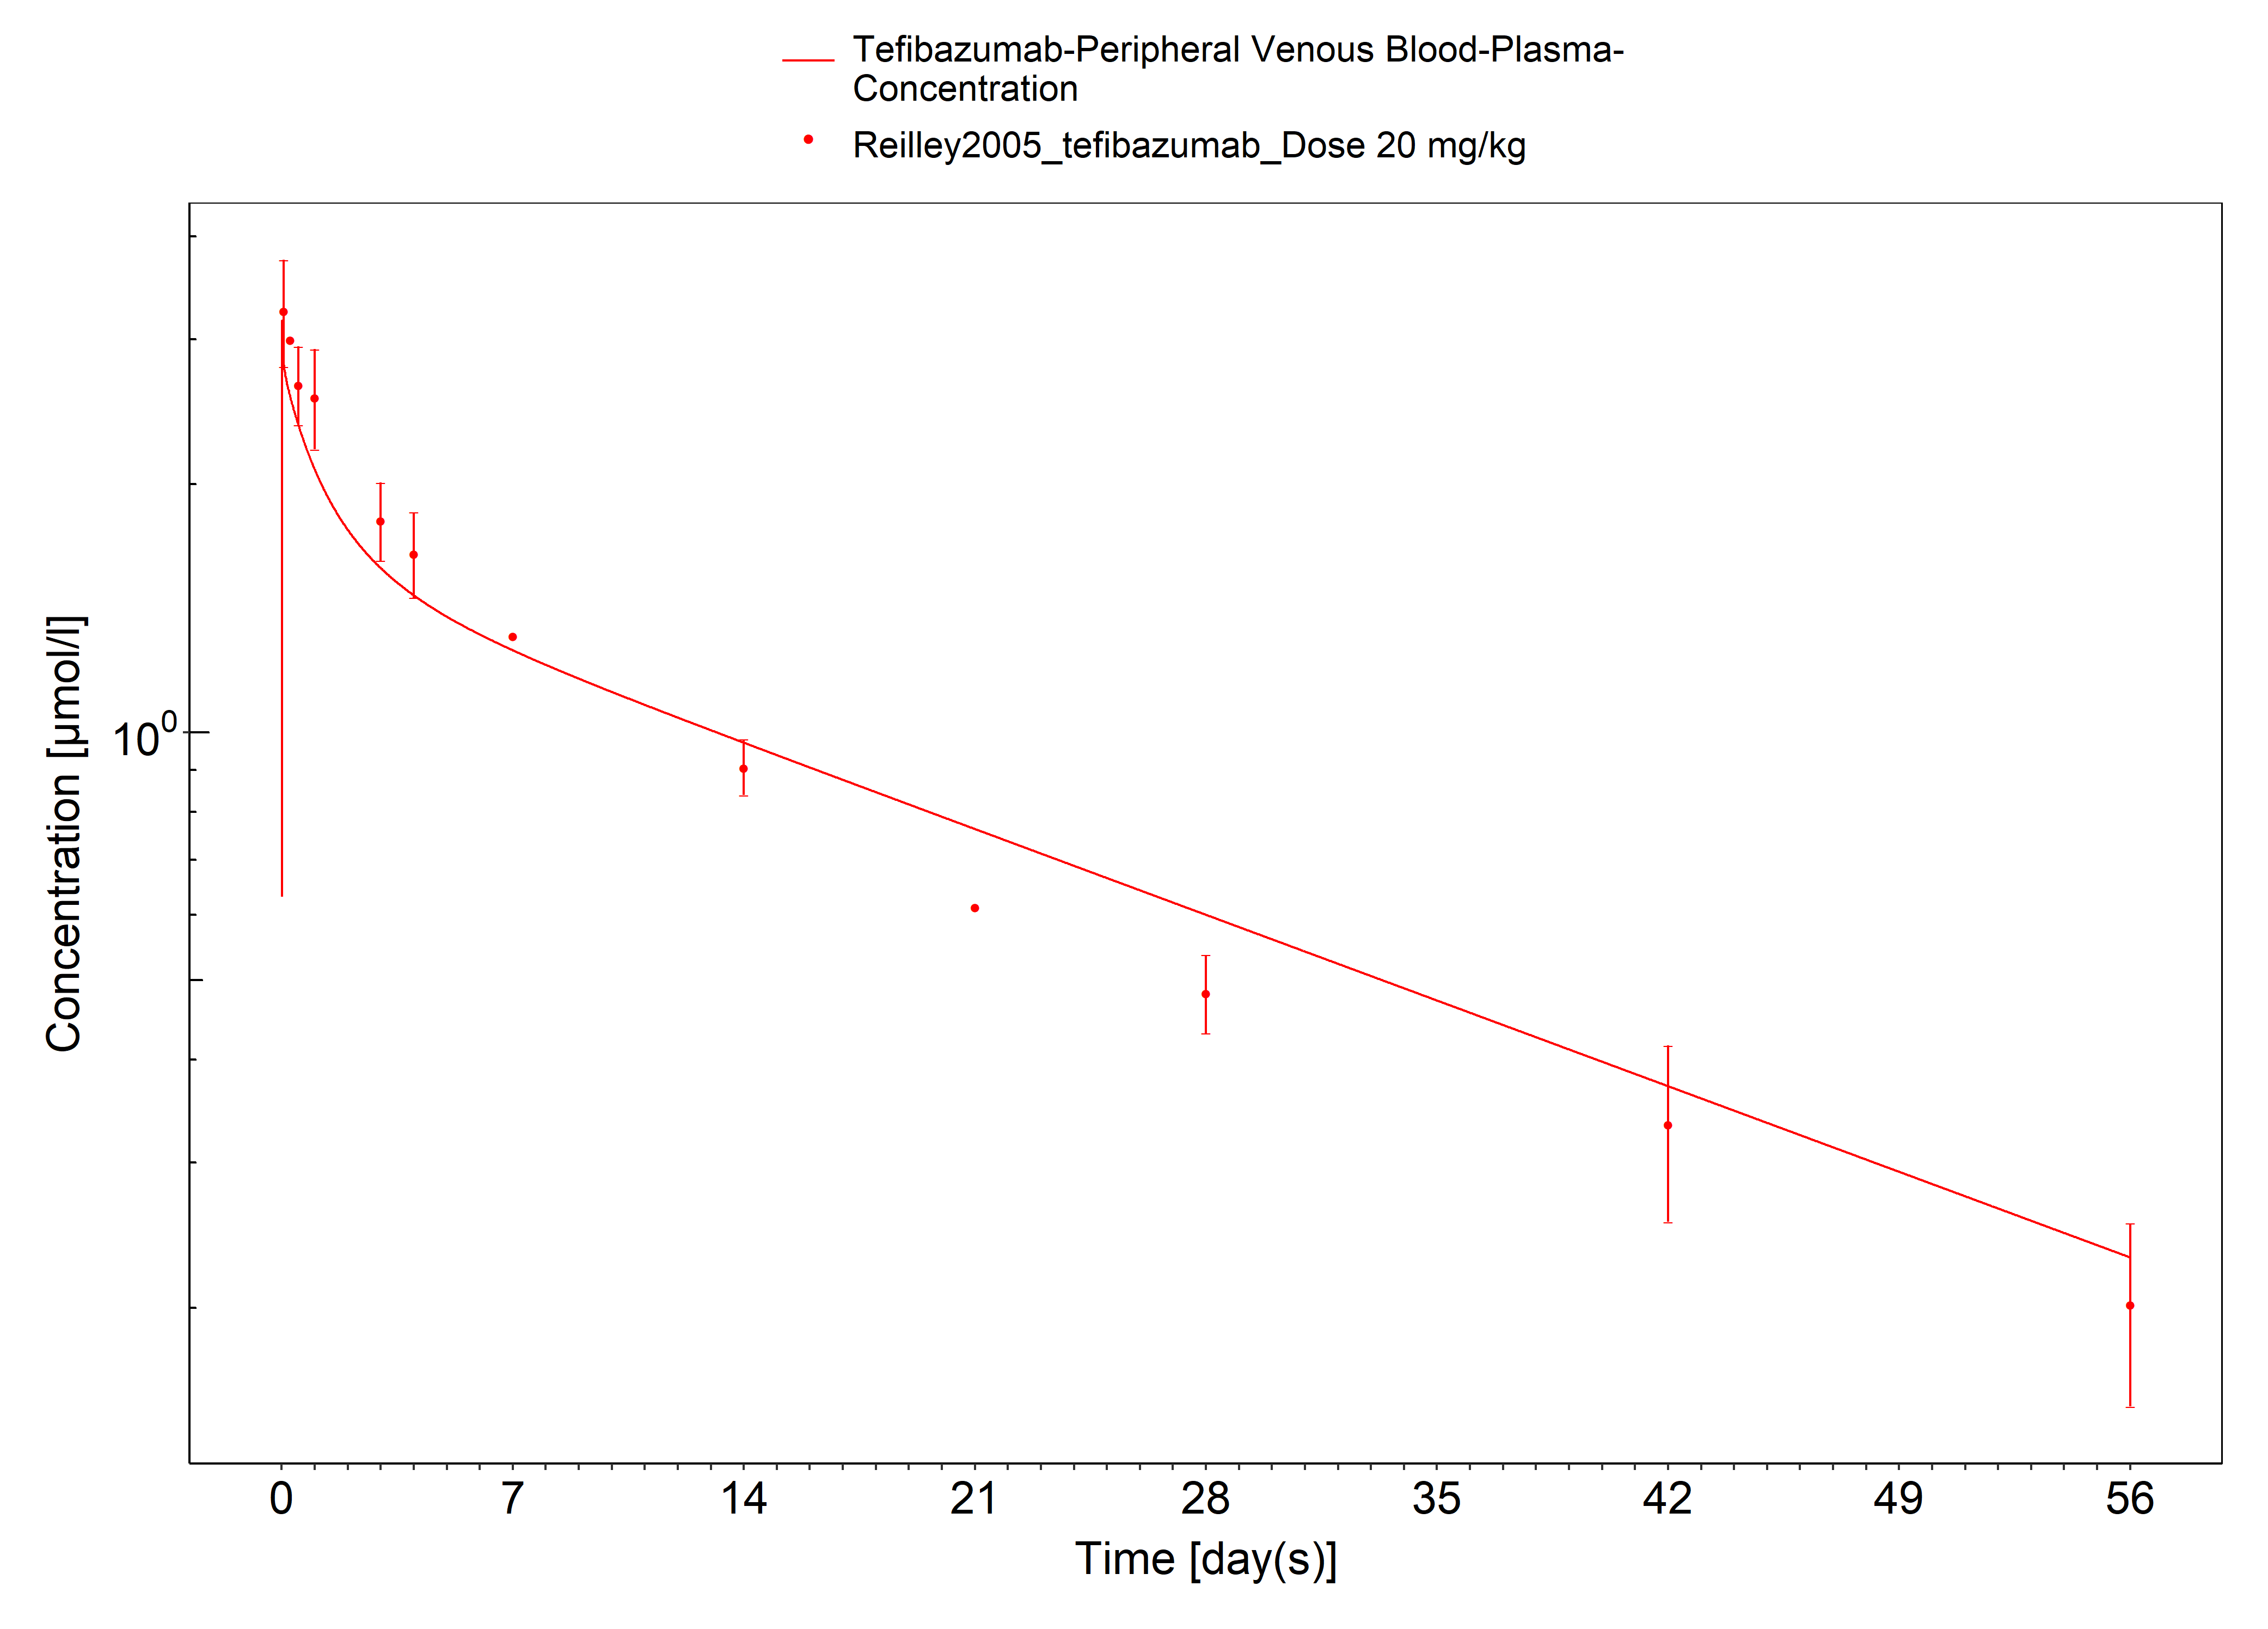 Tefibazumab-Peripheral Venous Blood-Plasma-
Concentration
Reilley2005_tefibazumab_Dose 20 mg/kg
Concentration [µmol/l]
10⁰
0 7 14 21 28 35 42 49 56
Time [day(s)]